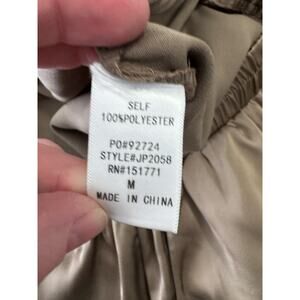 SELF
100%POLYESTER
PO#92724
STYLE#JP2058
RN#151771
M
MADE IN CHINA